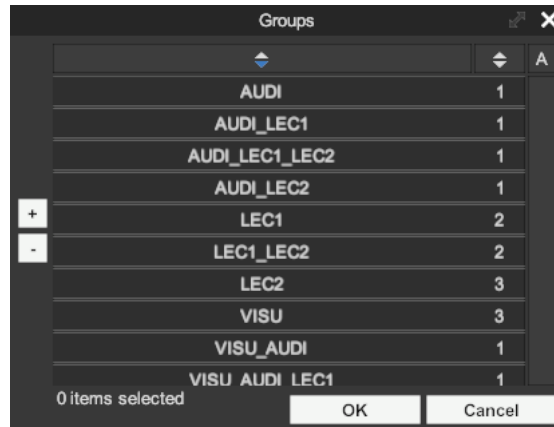 Groups
A
AUDI 1
AUDI_LEC1 1
AUDI_LEC1_LEC2 1
AUDI_LEC2 1
+
LEC1 2
-
LEC1_LEC2 2
LEC2 3
VISU 3
VISU_AUDI 1
VISU_AUDI_LEC1 1
0 items selected
OK Cancel